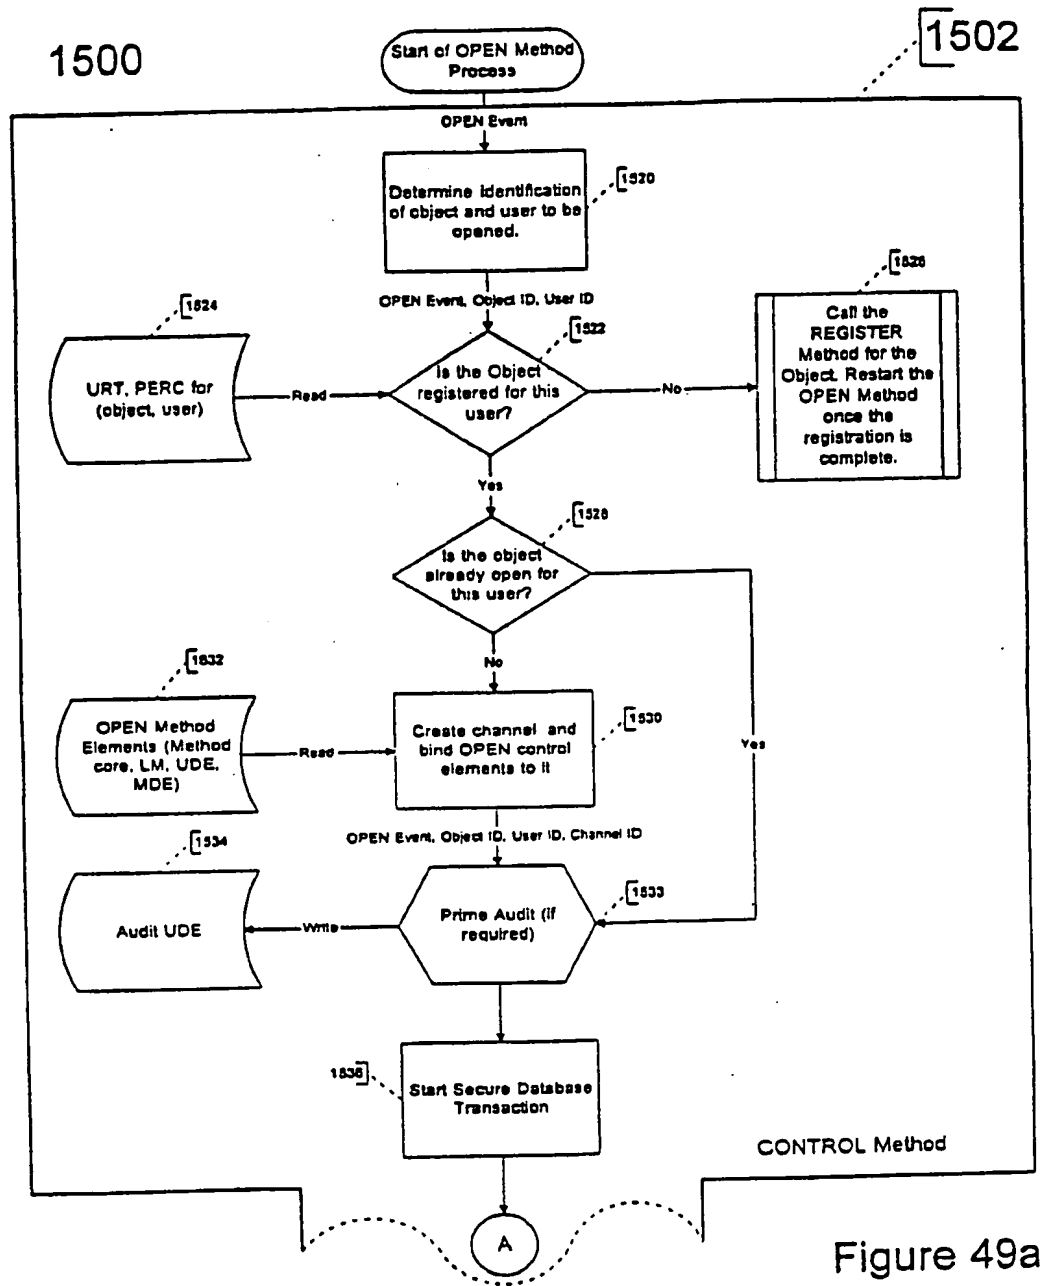 1500
1502
Start of OPEN Method
Process
OPEN Event
1520
Determine identification
of object and user to be
opened.
OPEN Event, Object ID, User ID
1524
1522
1526
URT, PERC for
(object, user)
Read
Is the Object
registered for this
user?
No
Call the
REGISTER
Method for the
Object. Restart the
OPEN Method
once the
registration is
complete.
Yes
1528
Is the object
already open for
this user?
No
Yes
1532
1530
OPEN Method
Elements (Method
core, LM, UDE,
MDE)
Read
Create channel and
bind OPEN control
elements to it
OPEN Event, Object ID, User ID, Channel ID
1534
1533
Audit UDE
Write
Prime Audit (if
required)
1536
Start Secure Database
Transaction
CONTROL Method
A
Figure 49a